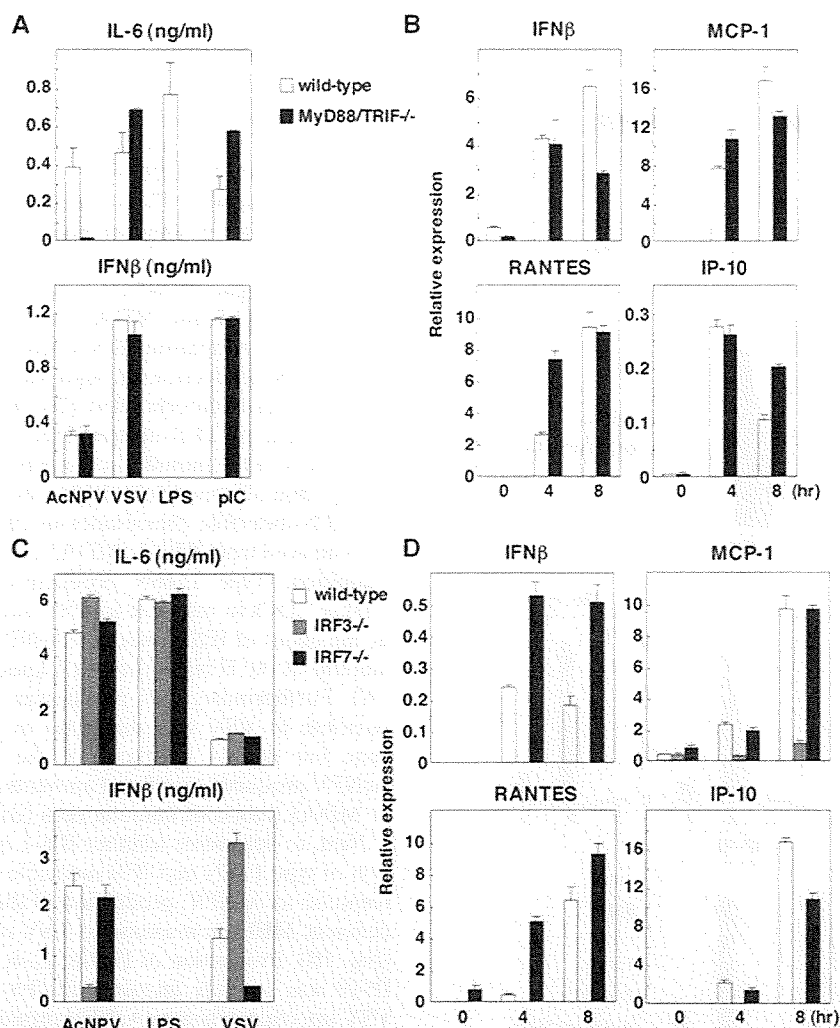 A
IL-6 (ng/ml)
0.8
0.6
0.4
0.2
0
wild-type
MyD88/TRIF-/-
IFNβ (ng/ml)
1.2
0.8
0.4
0
AcNPV VSV LPS pIC
B
Relative expression
IFNβ
6
4
2
0
MCP-1
16
12
8
4
0
RANTES
10
8
6
4
2
0
0 4 8
IP-10
0.3
0.2
0.1
0
0 4 8 (hr)
C
IL-6 (ng/ml)
6
4
2
0
wild-type
IRF3-/-
IRF7-/-
IFNβ (ng/ml)
3
2
1
0
AcNPV LPS VSV
D
Relative expression
IFNβ
0.5
0.4
0.3
0.2
0.1
0
MCP-1
10
8
6
4
2
0
RANTES
10
8
6
4
2
0
0 4 8
IP-10
16
12
8
4
0
0 4 8 (hr)